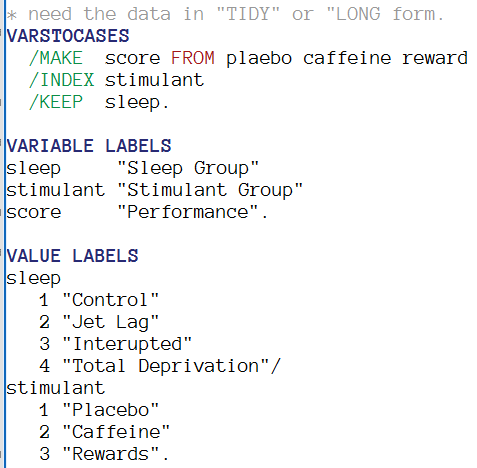 * need the data in "TIDY" or "LONG form.
VARSTOCASES
/MAKE score FROM plaebo caffeine reward
/INDEX stimulant
/KEEP sleep.
VARIABLE LABELS
sleep "Sleep Group"
stimulant "Stimulant Group"
score "Performance".
VALUE LABELS
sleep
1 "Control"
2 "Jet Lag"
3 "Interupted"
4 "Total Deprivation"/
stimulant
1 "Placebo"
2 "Caffeine"
3 "Rewards".